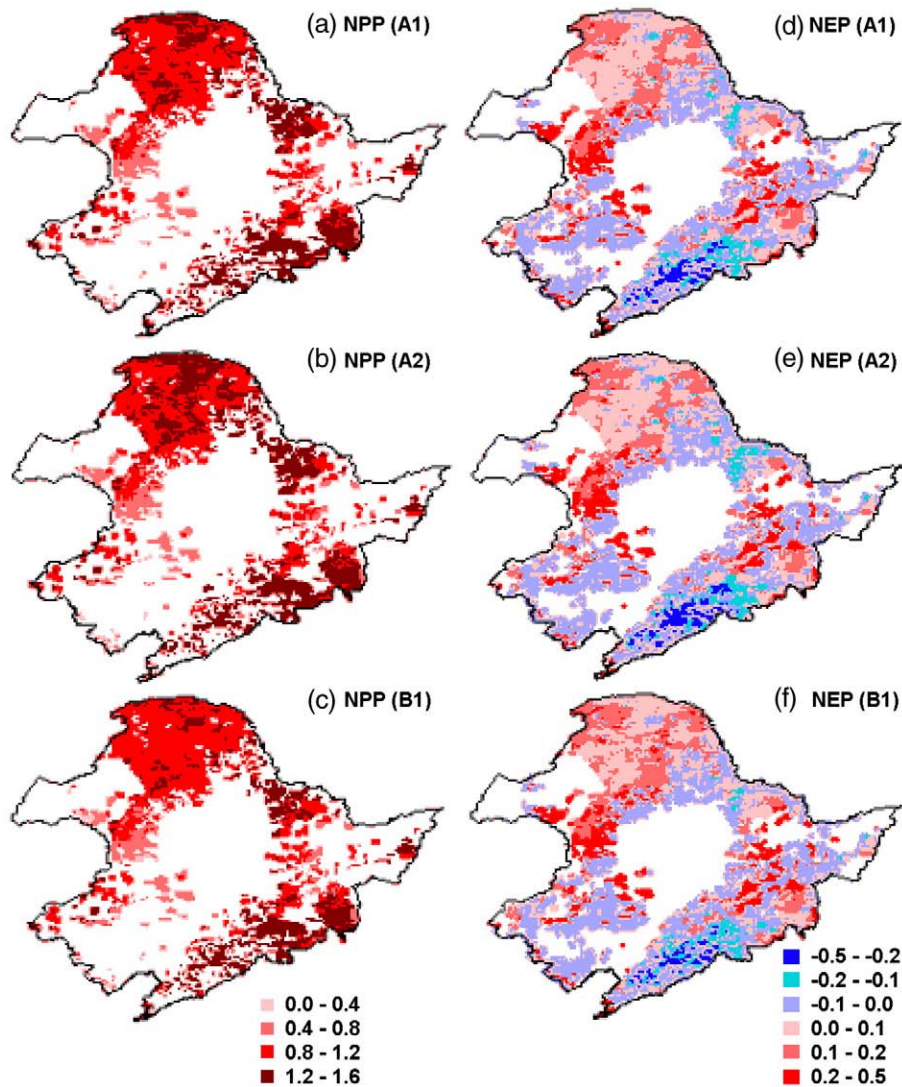 (a) NPP (A1)
(d) NEP (A1)
(b) NPP (A2)
(e) NEP (A2)
(c) NPP (B1)
(f) NEP (B1)
0.0 - 0.4
0.4 - 0.8
0.8 - 1.2
1.2 - 1.6
-0.5 - -0.2
-0.2 - -0.1
-0.1 - 0.0
0.0 - 0.1
0.1 - 0.2
0.2 - 0.5